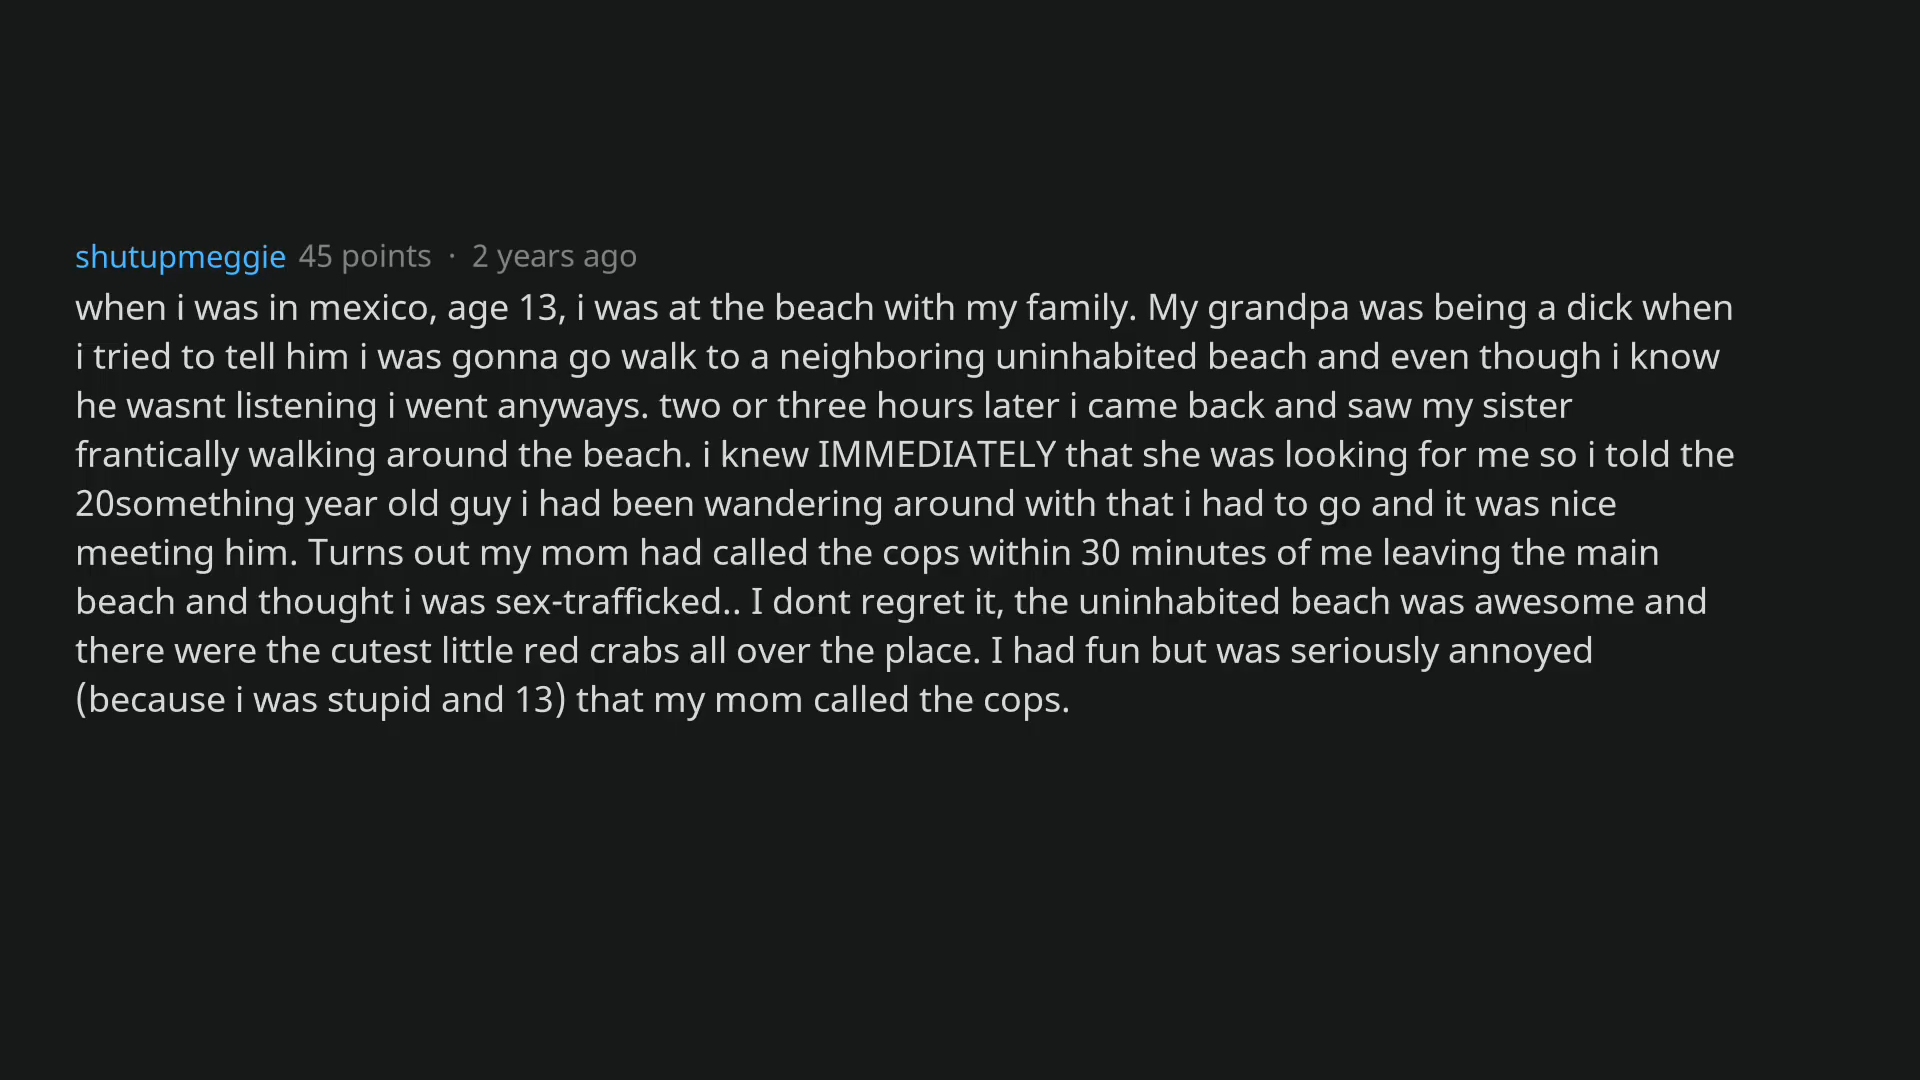 shutupmeggie 45 points · 2 years ago
when i was in mexico, age 13, i was at the beach with my family. My grandpa was being a dick when
i tried to tell him i was gonna go walk to a neighboring uninhabited beach and even though i know
he wasnt listening i went anyways. two or three hours later i came back and saw my sister
frantically walking around the beach. i knew IMMEDIATELY that she was looking for me so i told the
20something year old guy i had been wandering around with that i had to go and it was nice
meeting him. Turns out my mom had called the cops within 30 minutes of me leaving the main
beach and thought i was sex-trafficked.. I dont regret it, the uninhabited beach was awesome and
there were the cutest little red crabs all over the place. I had fun but was seriously annoyed
(because i was stupid and 13) that my mom called the cops.